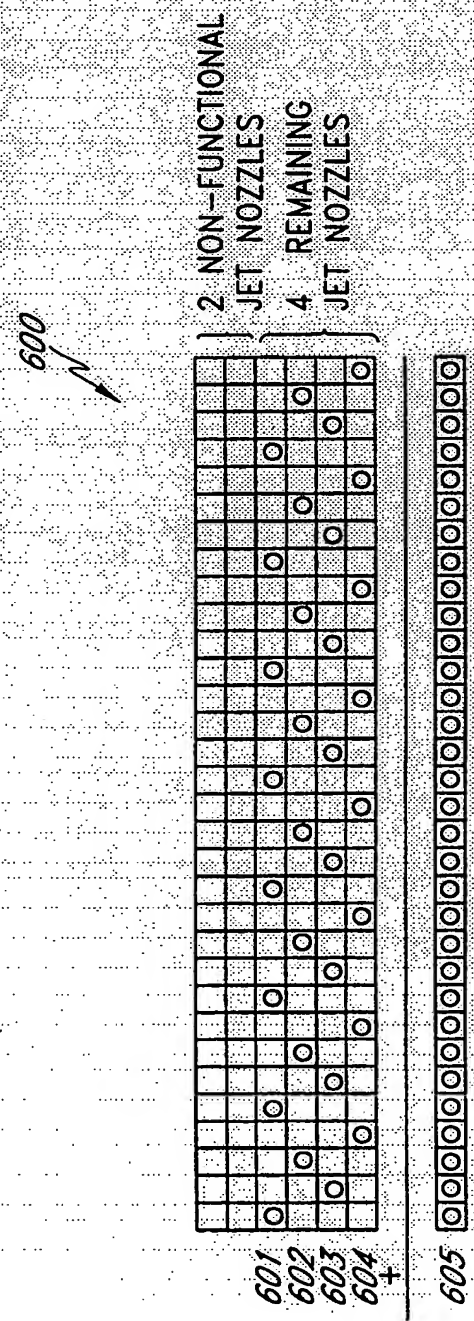 600
2 NON-FUNCTIONAL
JET NOZZLES
4 REMAINING
JET NOZZLES
601
602
603
604
+
605